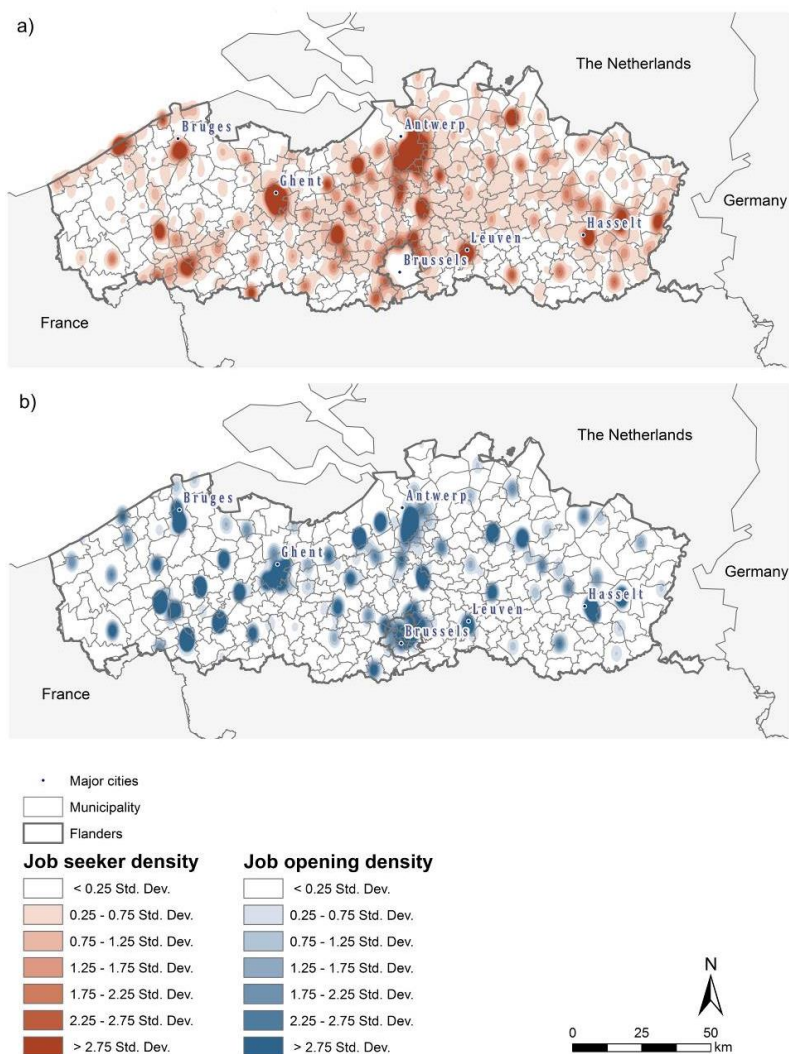 a)
The Netherlands
Bruges
Antwerp
Ghent
Germany
Hasselt
Leuven
Brussels
France
b)
The Netherlands
Bruges
Antwerp
Ghent
Germany
Hasselt
Leuven
Brussels
France
Major cities
Municipality
Flanders
Job seeker density
< 0.25 Std. Dev.
0.25 - 0.75 Std. Dev.
0.75 - 1.25 Std. Dev.
1.25 - 1.75 Std. Dev.
1.75 - 2.25 Std. Dev.
2.25 - 2.75 Std. Dev.
> 2.75 Std. Dev.
Job opening density
< 0.25 Std. Dev.
0.25 - 0.75 Std. Dev.
0.75 - 1.25 Std. Dev.
1.25 - 1.75 Std. Dev.
1.75 - 2.25 Std. Dev.
2.25 - 2.75 Std. Dev.
> 2.75 Std. Dev.
N
0 25 50
km